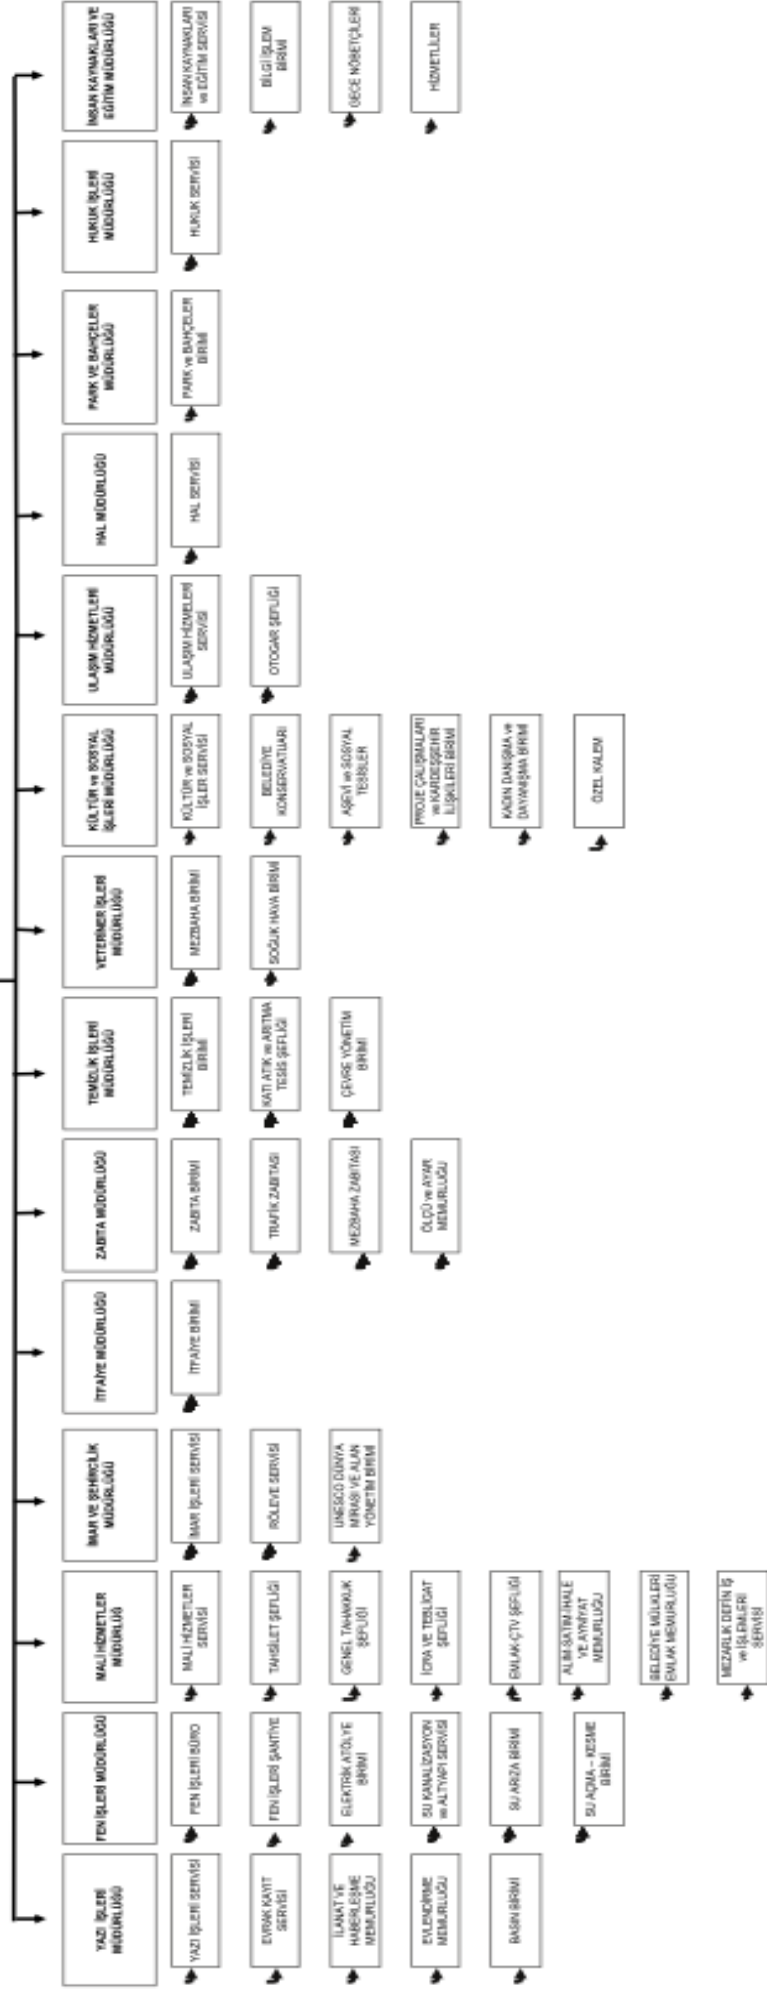 YAZI İŞLERİ
MÜDÜRLÜĞÜ
YAZI İŞLERİ SERVİSİ
EVRAK KAYIT
SERVİSİ
İLANAT VE
HABERLEŞME
MEMURLUĞU
EVLENDİRME
MEMURLUĞU
BASIN BİRİMİ
FEN İŞLERİ MÜDÜRLÜĞÜ
FEN İŞLERİ BÜRO
FEN İŞLERİ ŞANTİYE
ELEKTRİK ATÖLYE
BİRİMİ
SU KANALİZASYON
ve ALTYAPI SERVİSİ
SU ARIZA BİRİMİ
SU AÇMA – KESME
BİRİMİ
MALİ HİZMETLER
MÜDÜRLÜĞ
MALİ HİZMETLER
SERVİSİ
TAHSİLET ŞEFLİĞİ
GENEL TAHAKKUK
ŞEFLİĞİ
İCRA VE TEBLİGAT
ŞEFLİĞİ
EMLAK-ÇTV ŞEFLİĞİ
ALIM-SATIM-İHALE
VE AYNİYAT
MEMURLUĞU
BELEDİYE MÜLKLERİ
EMLAK MEMURLUĞU
MEZARLIK DEFİN İŞ
ve İŞLEMLERİ
SERVİSİ
İMAR VE ŞEHİRCİLİK
MÜDÜRLÜĞÜ
İMAR İŞLERİ SERVİSİ
RÖLEVE SERVİSİ
UNESCO DÜNYA
MİRASI VE ALAN
YÖNETİM BİRİMİ
İTFAİYE MÜDÜRLÜĞÜ
İTFAİYE BİRİMİ
ZABITA MÜDÜRLÜĞÜ
ZABITA BİRİMİ
TRAFİK ZABITASI
MEZBAHA ZABITASI
ÖLÇÜ ve AYAR
MEMURLUĞU
TEMİZLİK İŞLERİ
MÜDÜRLÜĞÜ
TEMİZLİK İŞLERİ
BİRİMİ
KATI ATIK ve ARITMA
TESİS ŞEFLİĞİ
ÇEVRE YÖNETİM
BİRİMİ
VETERİNER İŞLERİ
MÜDÜRLÜĞÜ
MEZBAHA BİRİMİ
SOĞUK HAVA BİRİMİ
KÜLTÜR ve SOSYAL
İŞLERİ MÜDÜRLÜĞÜ
KÜLTÜR ve SOSYAL
İŞLER SERVİSİ
BELEDİYE
KONSERVATUARI
AŞEVİ ve SOSYAL
TESİSLER
PROJE ÇALIŞMALARI
ve KARDEŞŞEHİR
İLİŞKİLERİ BİRİMİ
KADIN DANIŞMA ve
DAYANIŞMA BİRİMİ
ÖZEL KALEM
ULAŞIM HİZMETLERİ
MÜDÜRLÜĞÜ
ULAŞIM HİZMELERİ
SERVİSİ
OTOGAR ŞEFLİĞİ
HAL MÜDÜRLÜĞÜ
HAL SERVİSİ
PARK VE BAHÇELER
MÜDÜRLÜĞÜ
PARK ve BAHÇELER
BİRİMİ
HUKUK İŞLERİ
MÜDÜRLÜĞÜ
HUKUK SERVİSİ
İNSAN KAYNAKLARI VE
EĞİTİM MÜDÜRLÜĞÜ
İNSAN KAYNAKLARI
ve EĞİTİM SERVİSİ
BİLGİ İŞLEM
BİRİMİ
GECE NÖBETÇİLERİ
HİZMETLİLER